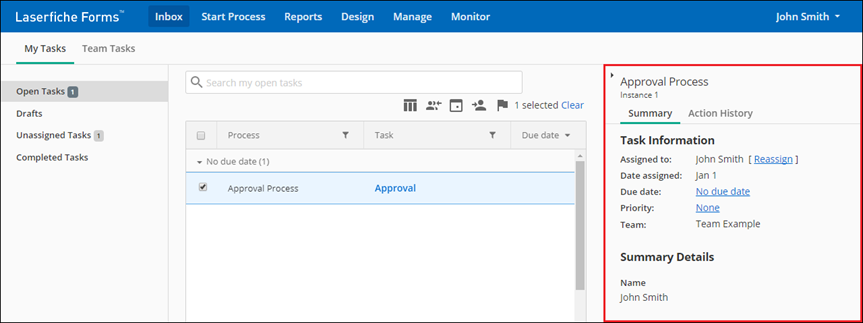 Laserfiche Forms™ Inbox Start Process Reports Design Manage Monitor John Smith
My Tasks Team Tasks
Open Tasks 1
Drafts
Unassigned Tasks 1
Completed Tasks
Search my open tasks
1 selected Clear
Process Task Due date
No due date (1)
Approval Process Approval
Approval Process
Instance 1
Summary Action History
Task Information
Assigned to: John Smith [ Reassign ]
Date assigned: Jan 1
Due date: No due date
Priority: None
Team: Team Example
Summary Details
Name
John Smith